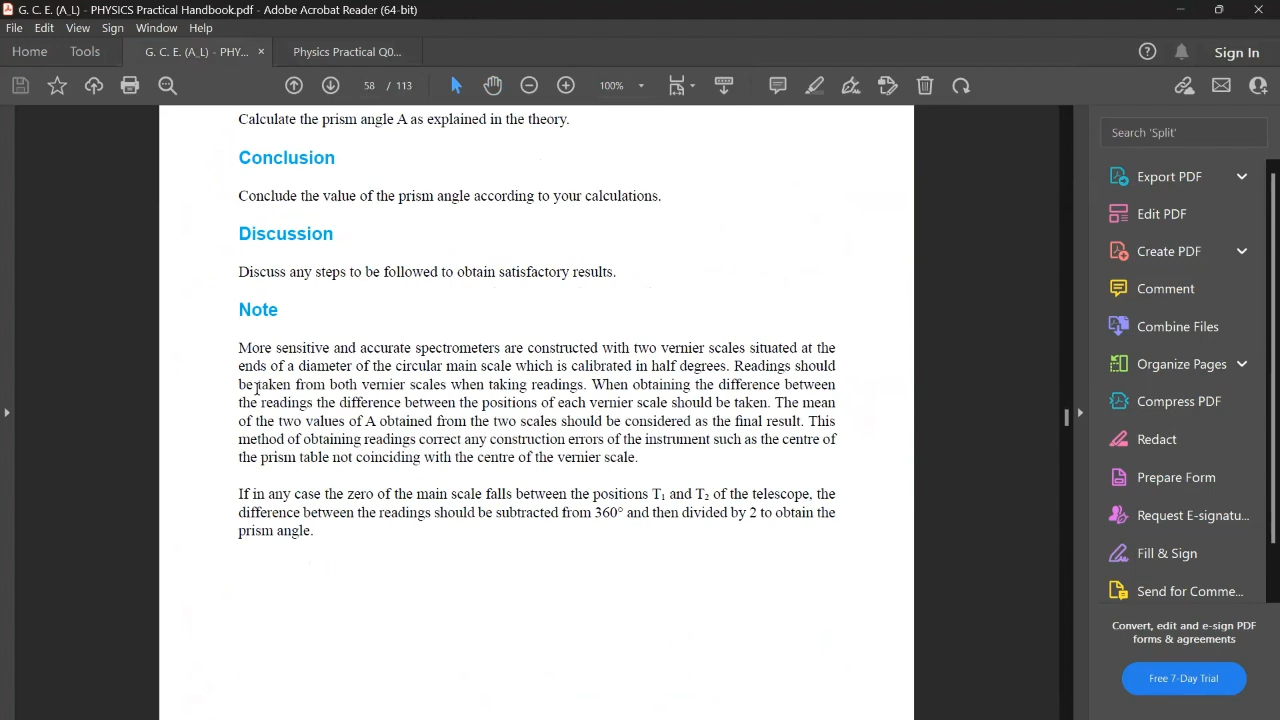 G. C. E. (A_L) - PHYSICS Practical Handbook.pdf - Adobe Acrobat Reader (64-bit)
File Edit View Sign Window Help
Home Tools G. C. E. (A_L) - PHY... × Physics Practical Q0... Sign In
58 / 113 100%
Calculate the prism angle A as explained in the theory.
Conclusion
Conclude the value of the prism angle according to your calculations.
Discussion
Discuss any steps to be followed to obtain satisfactory results.
Note
More sensitive and accurate spectrometers are constructed with two vernier scales situated at the
ends of a diameter of the circular main scale which is calibrated in half degrees. Readings should
be taken from both vernier scales when taking readings. When obtaining the difference between
the readings the difference between the positions of each vernier scale should be taken. The mean
of the two values of A obtained from the two scales should be considered as the final result. This
method of obtaining readings correct any construction errors of the instrument such as the centre of
the prism table not coinciding with the centre of the vernier scale.
If in any case the zero of the main scale falls between the positions T₁ and T₂ of the telescope, the
difference between the readings should be subtracted from 360° and then divided by 2 to obtain the
prism angle.
Search 'Split'
Export PDF
Edit PDF
Create PDF
Comment
Combine Files
Organize Pages
Compress PDF
Redact
Prepare Form
Request E-signatu...
Fill & Sign
Send for Comme...
Convert, edit and e-sign PDF
forms & agreements
Free 7-Day Trial